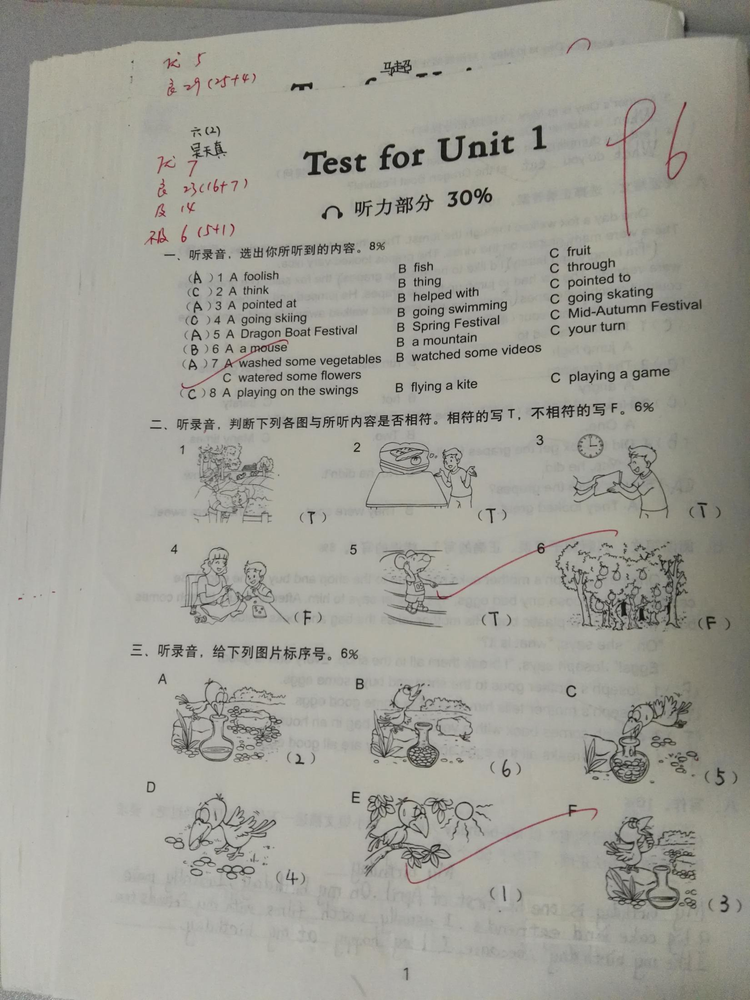 优 5
良 29 (25+4)
马超
六(2)
吴天真
优 7
良 23(16+7)
及 14
不及 6 (5+1)
96
Test for Unit 1
听力部分 30%
一、听录音，选出你所听到的内容。8%
(A)1 A foolish B fish C fruit
(C)2 A think B thing C through
(A)3 A pointed at B helped with C pointed to
(C)4 A going skiing B going swimming C going skating
(A)5 A Dragon Boat Festival B Spring Festival C Mid-Autumn Festival
(B)6 A a mouse B a mountain C your turn
(A)7 A washed some vegetables B watched some videos
C watered some flowers
(C)8 A playing on the swings B flying a kite C playing a game
二、听录音，判断下列各图与所听内容是否相符。相符的写 T，不相符的写 F。6%
1 2 3
(T) (T) (T)
4 5 6
05
(F) (T) (F)
三、听录音，给下列图片标序号。6%
A B C
(2) (6) (5)
D E F
(4) (1) (3)
1